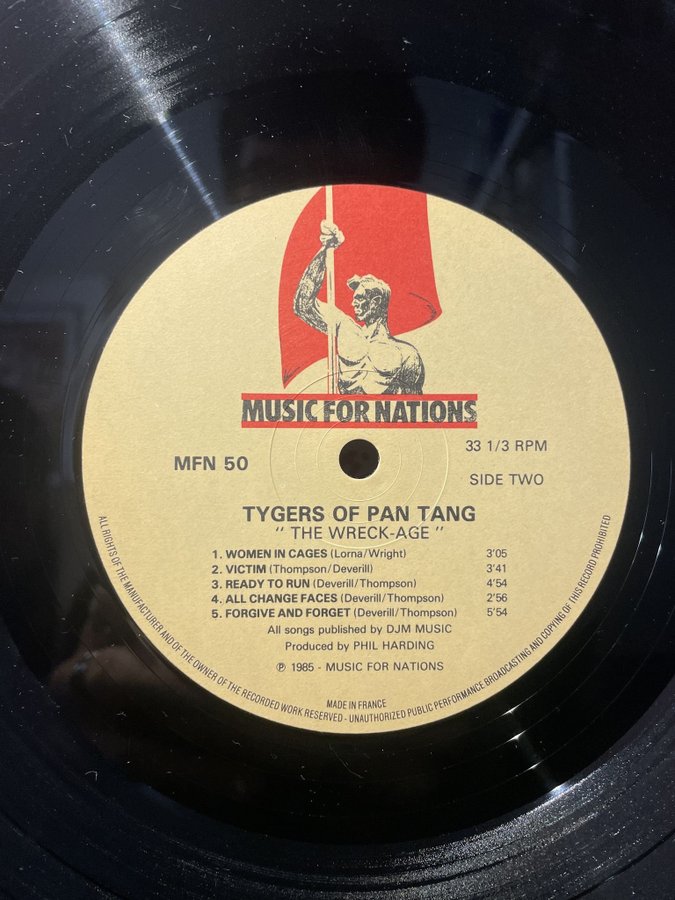 MUSIC FOR NATIONS
MFN 50
33 1/3 RPM
SIDE TWO
TYGERS OF PAN TANG
“ THE WRECK-AGE ”
1. WOMEN IN CAGES (Lorna/Wright) 3'05
2. VICTIM (Thompson/Deverill) 3'41
3. READY TO RUN (Deverill/Thompson) 4'54
4. ALL CHANGE FACES (Deverill/Thompson) 2'56
5. FORGIVE AND FORGET (Deverill/Thompson) 5'54
All songs published by DJM MUSIC
Produced by PHIL HARDING
℗ 1985 - MUSIC FOR NATIONS
MADE IN FRANCE
ALL RIGHTS OF THE MANUFACTURER AND OF THE OWNER OF THE RECORDED WORK RESERVED - UNAUTHORIZED PUBLIC PERFORMANCE BROADCASTING AND COPYING OF THIS RECORD PROHIBITED